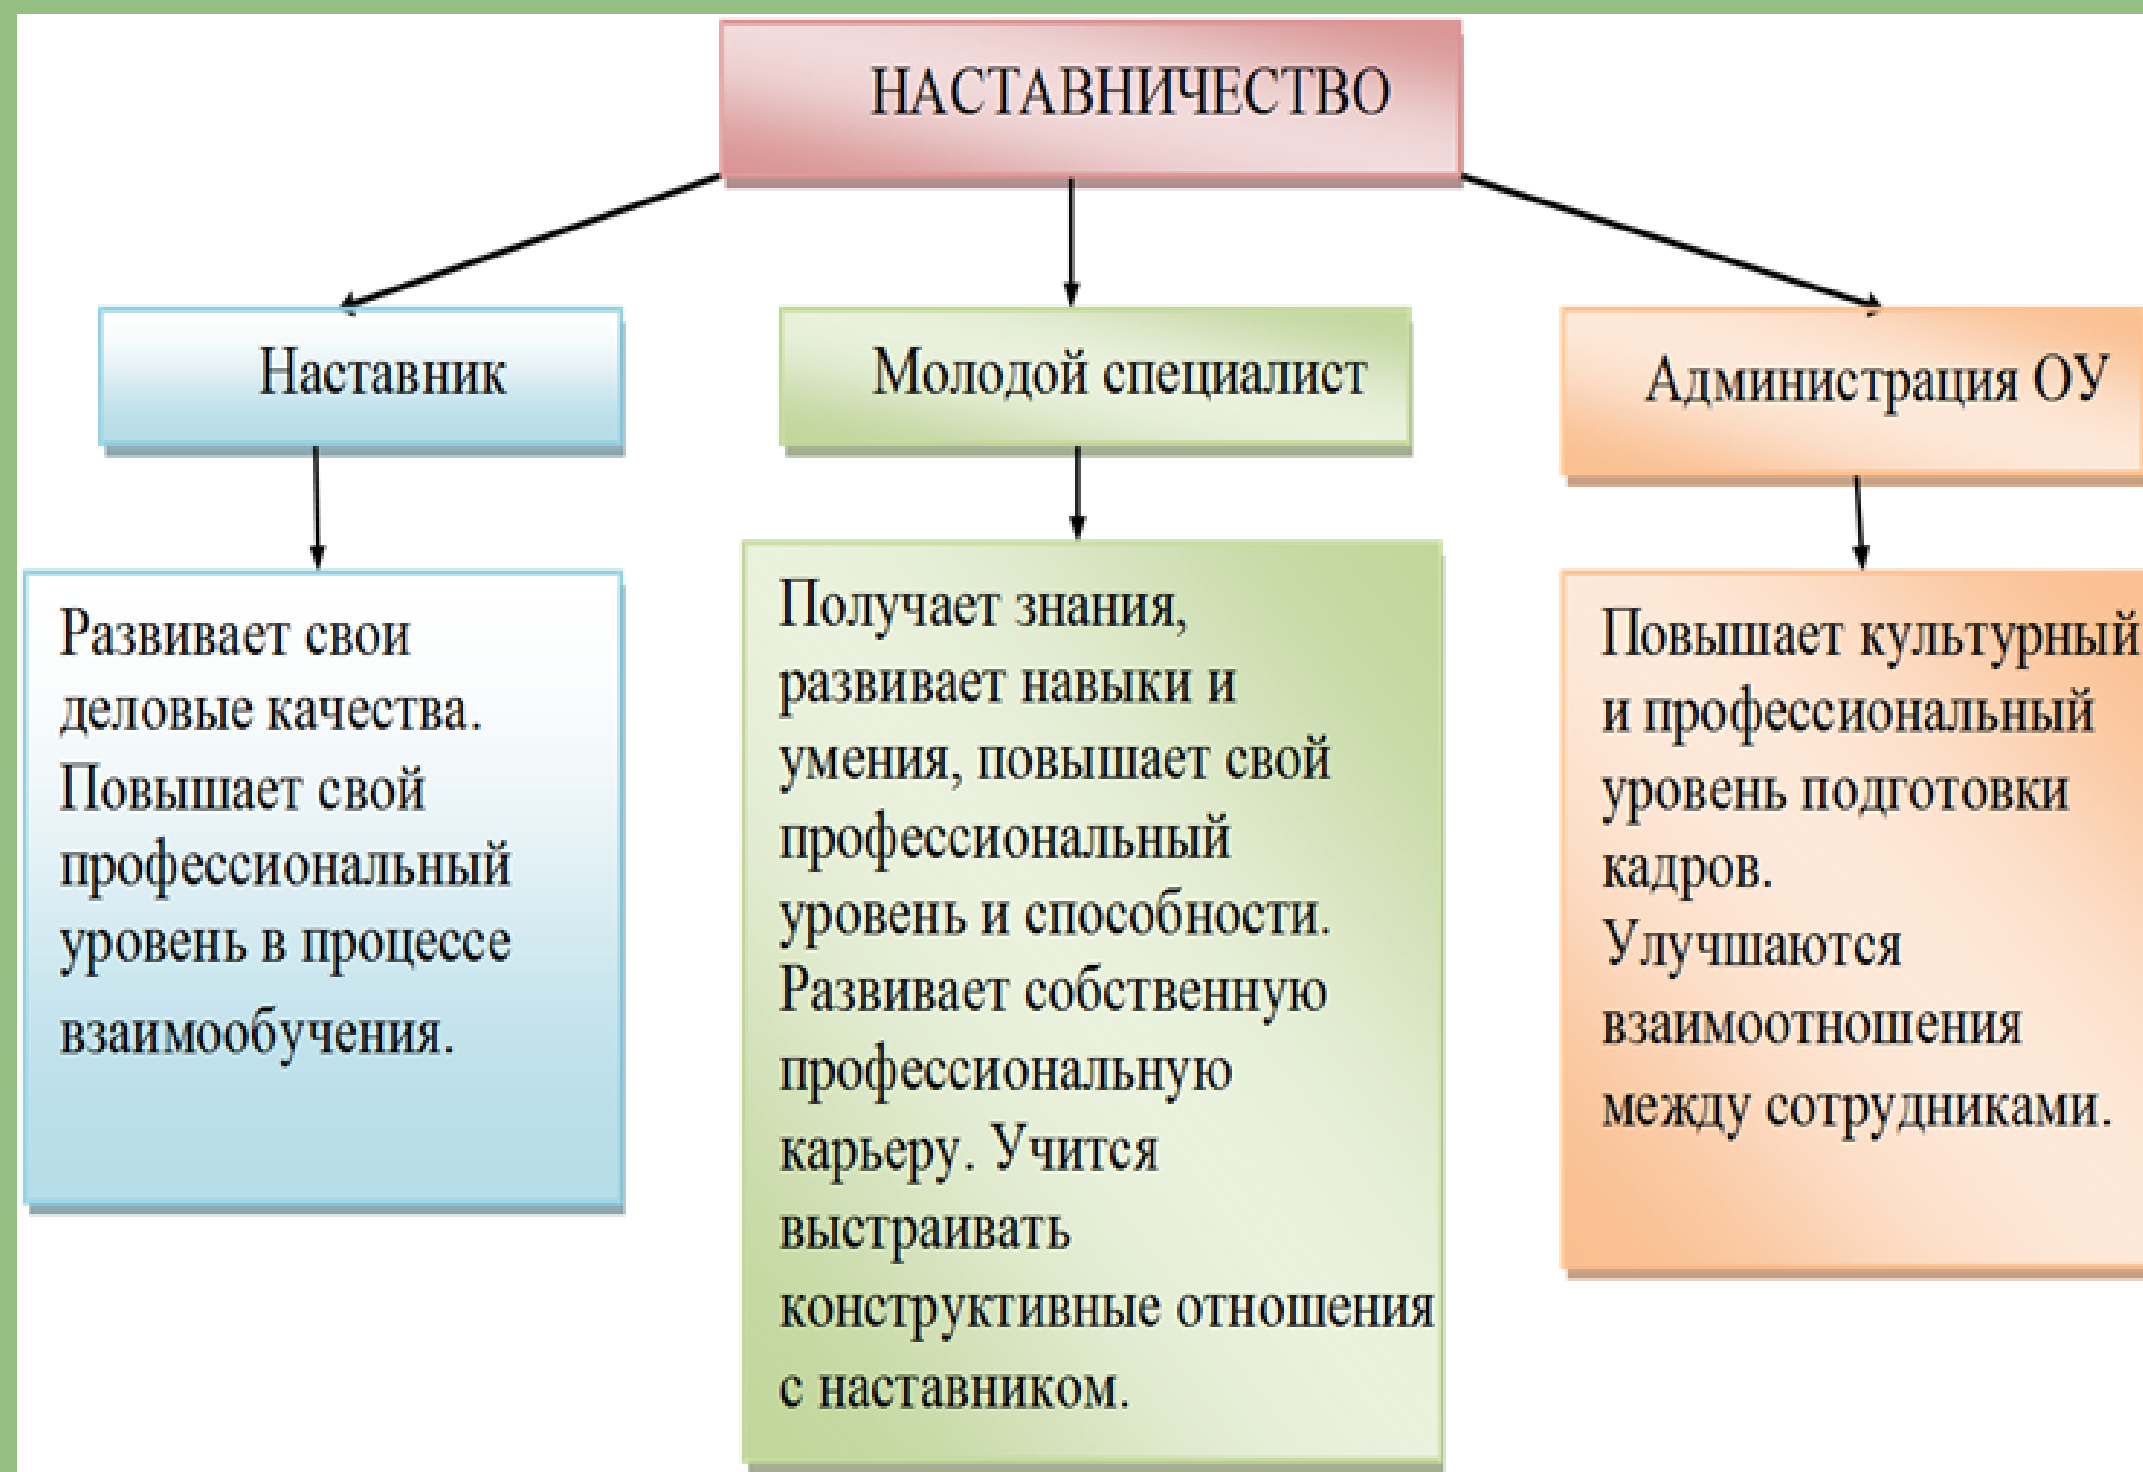 НАСТАВНИЧЕСТВО
Наставник
Молодой специалист
Администрация ОУ
Развивает свои
деловые качества.
Повышает свой
профессиональный
уровень в процессе
взаимообучения.
Получает знания,
развивает навыки и
умения, повышает свой
профессиональный
уровень и способности.
Развивает собственную
профессиональную
карьеру. Учится
выстраивать
конструктивные отношения
с наставником.
Повышает культурный
и профессиональный
уровень подготовки
кадров.
Улучшаются
взаимоотношения
между сотрудниками.